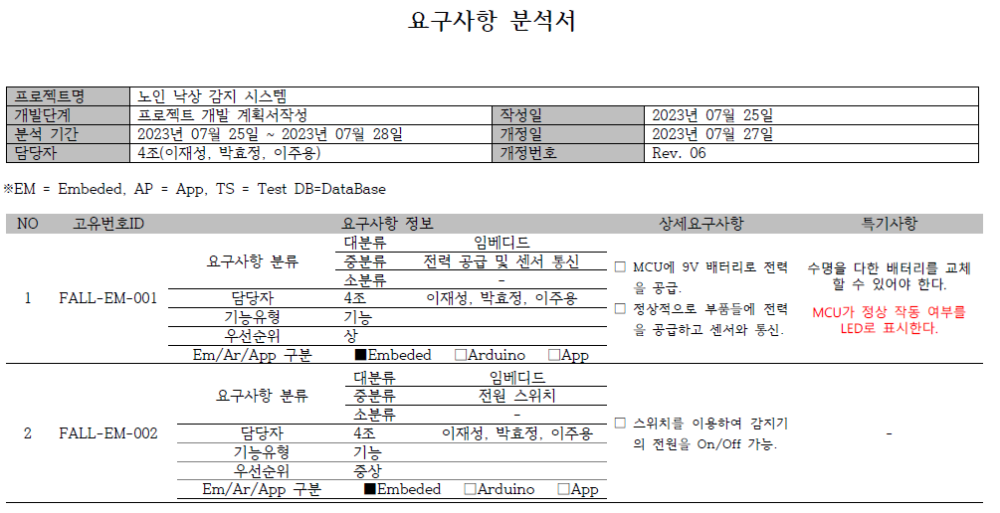 요구사항 분석서
프로젝트명 노인 낙상 감지 시스템
개발단계 프로젝트 개발 계획서작성 작성일 2023년 07월 25일
분석 기간 2023년 07월 25일 ~ 2023년 07월 28일 개정일 2023년 07월 27일
담당자 4조(이재성, 박효정, 이주용) 개정번호 Rev. 06
※EM = Embeded, AP = App, TS = Test DB=DataBase
NO 고유번호ID 요구사항 정보 상세요구사항 특기사항
1 FALL-EM-001
요구사항 분류
대분류 임베디드
중분류 전력 공급 및 센서 통신
소분류 -
담당자 4조 이재성, 박효정, 이주용
기능유형 기능
우선순위 상
Em/Ar/App 구분 ■Embeded □Arduino □App
□ MCU에 9V 배터리로 전력
을 공급.
□ 정상적으로 부품들에 전력
을 공급하고 센서와 통신.
수명을 다한 배터리를 교체
할 수 있어야 한다.
MCU가 정상 작동 여부를
LED로 표시한다.
2 FALL-EM-002
요구사항 분류
대분류 임베디드
중분류 전원 스위치
소분류 -
담당자 4조 이재성, 박효정, 이주용
기능유형 기능
우선순위 중상
Em/Ar/App 구분 ■Embeded □Arduino □App
□ 스위치를 이용하여 감지기
의 전원을 On/Off 가능.
-